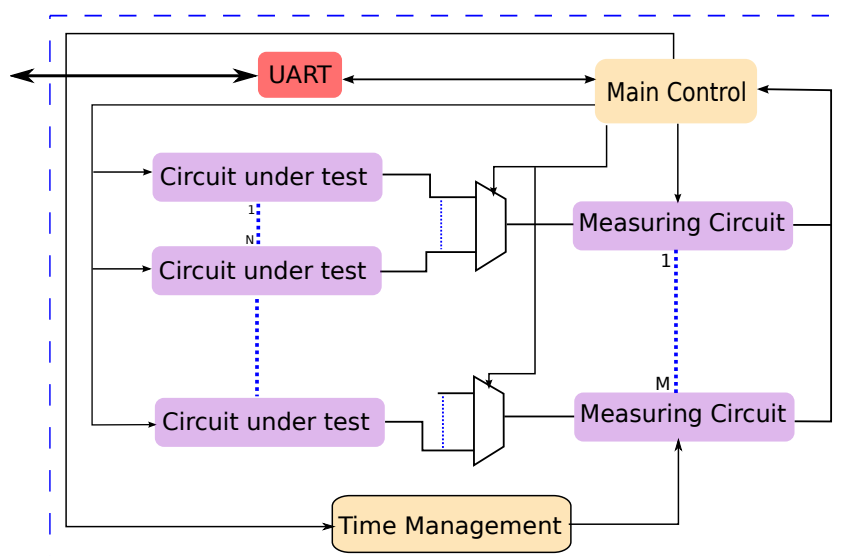 UART
Main Control
Circuit under test
1
N
Circuit under test
Measuring Circuit
1
M
Circuit under test
Measuring Circuit
Time Management